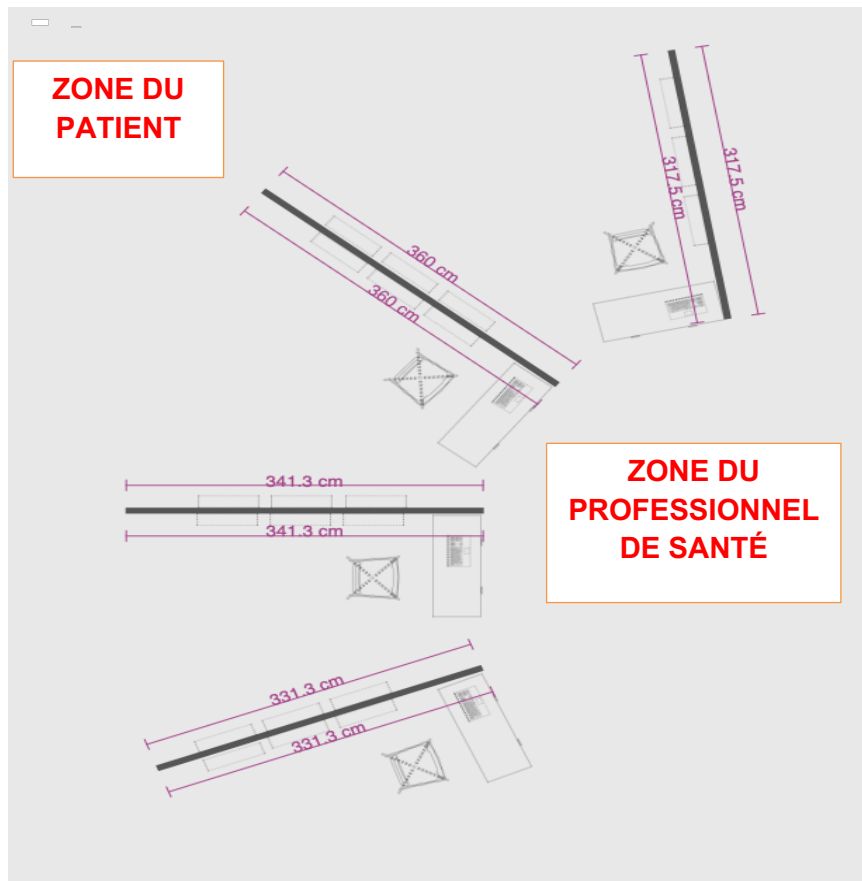 ZONE DU
PATIENT
317.5 cm
317.5 cm
360 cm
360 cm
341.3 cm
341.3 cm
ZONE DU
PROFESSIONNEL
DE SANTÉ
331.3 cm
331.3 cm